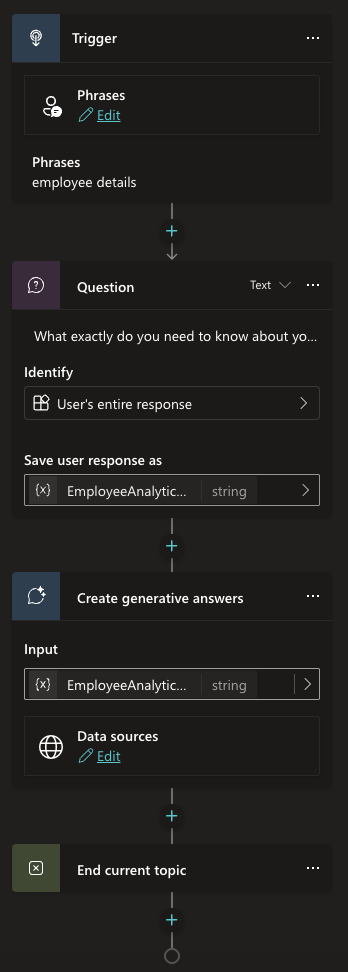 Trigger
Phrases
Edit
Phrases
employee details
Question
Text
What exactly do you need to know about yo...
Identify
User's entire response
Save user response as
{x} EmployeeAnalytic... string
Create generative answers
Input
{x} EmployeeAnalytic... string
Data sources
Edit
End current topic